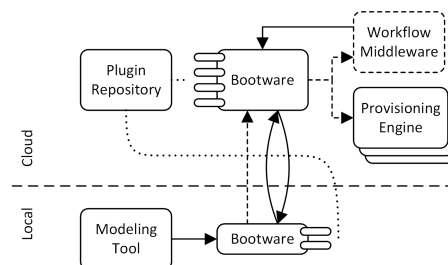 Workflow
Middleware
Plugin
Repository
Bootware
Provisioning
Engine
Cloud
Local
Modeling
Tool
Bootware